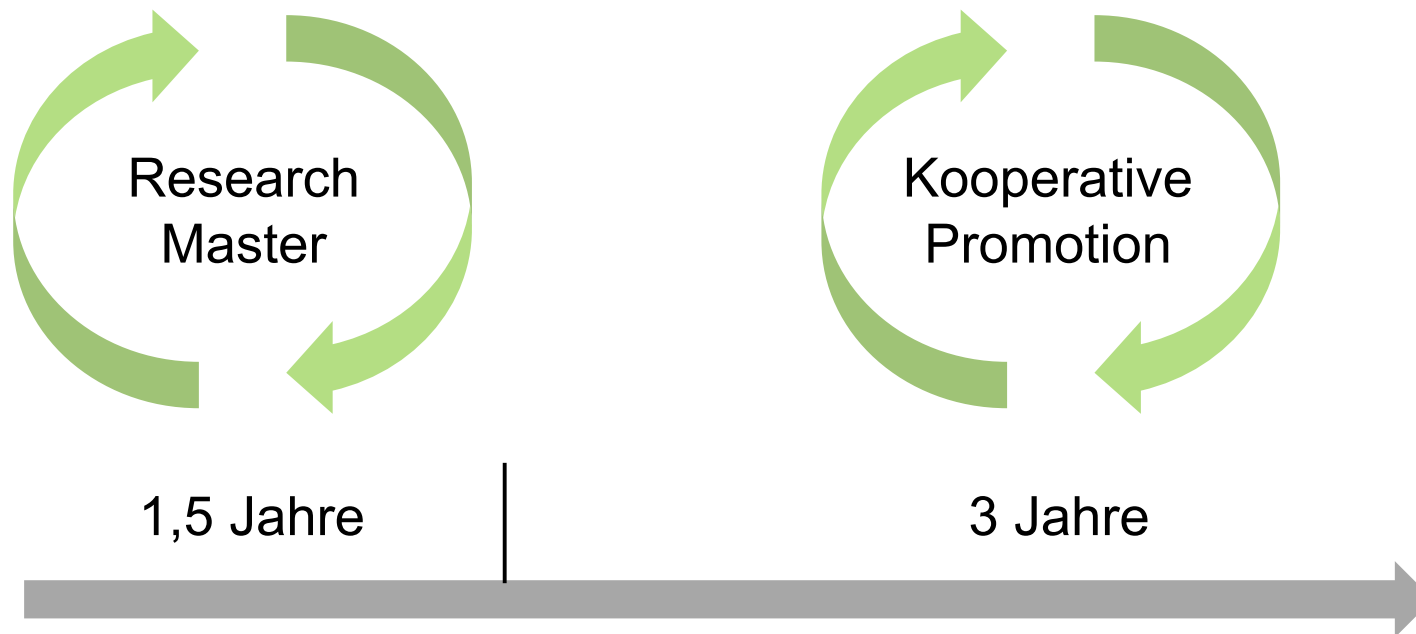 Research
Master
Kooperative
Promotion
1,5 Jahre
3 Jahre